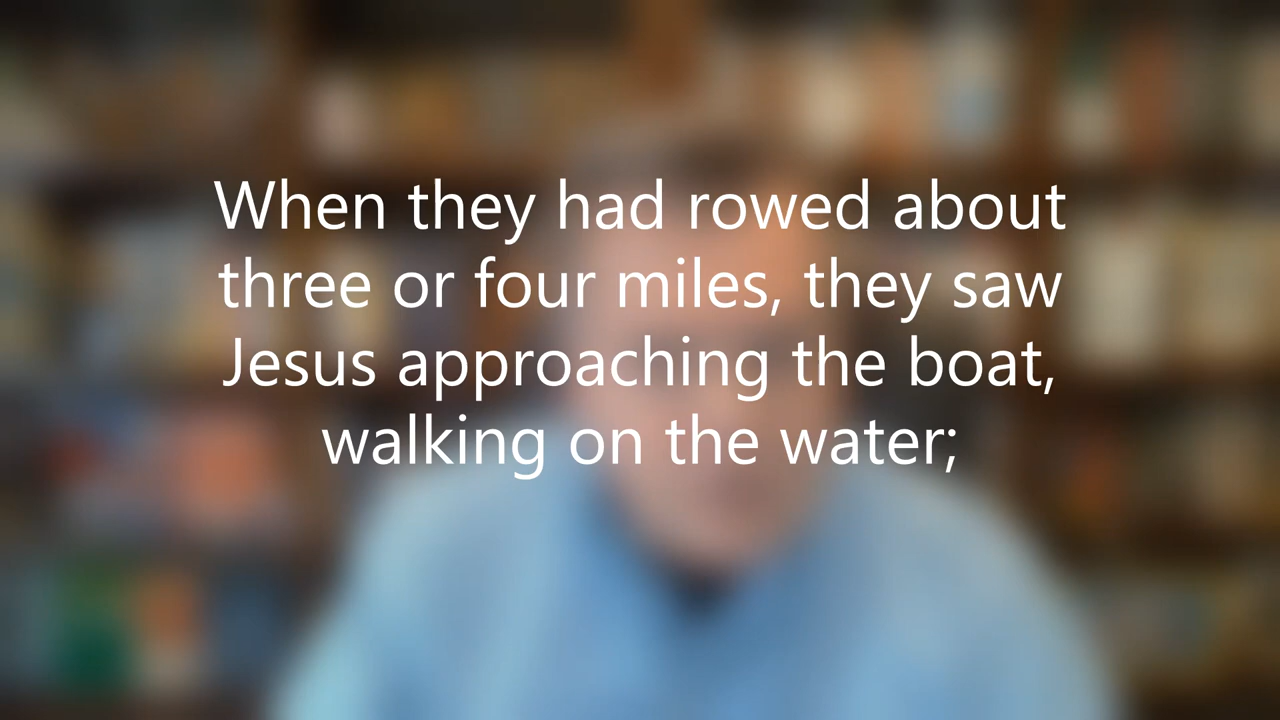 When they had rowed about
three or four miles, they saw
Jesus approaching the boat,
walking on the water;